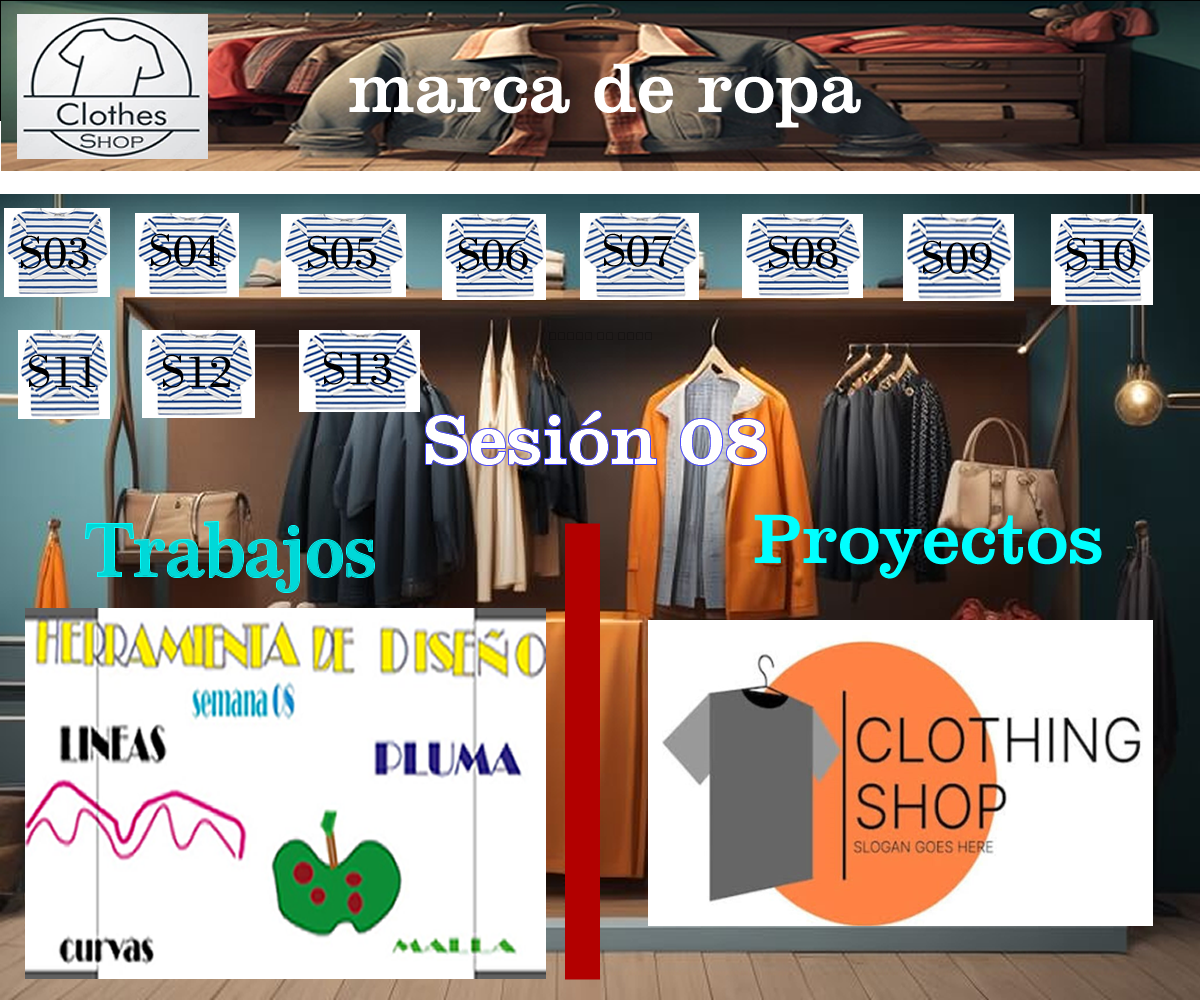 Clothes
SHOP
marca de ropa
S03 S04 S05 S06 S07 S08 S09 S10
S11 S12 S13
Sesión 08
Trabajos
Proyectos
HERRAMIENTA DE DISEÑO
semana 08
LINEAS
PLUMA
curvas
MALLA
CLOTHING
SHOP
SLOGAN GOES HERE